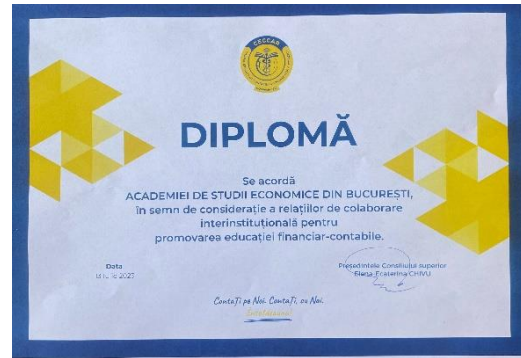 CECCAR
DIPLOMĂ
Se acordă
ACADEMIEI DE STUDII ECONOMICE DIN BUCUREȘTI,
în semn de considerație a relațiilor de colaborare
interinstituțională pentru
promovarea educației financiar-contabile.
Data
Președintele Consiliului superior
Elena-Ecaterina CHIVU
Contați pe Noi. Contați, cu Noi.